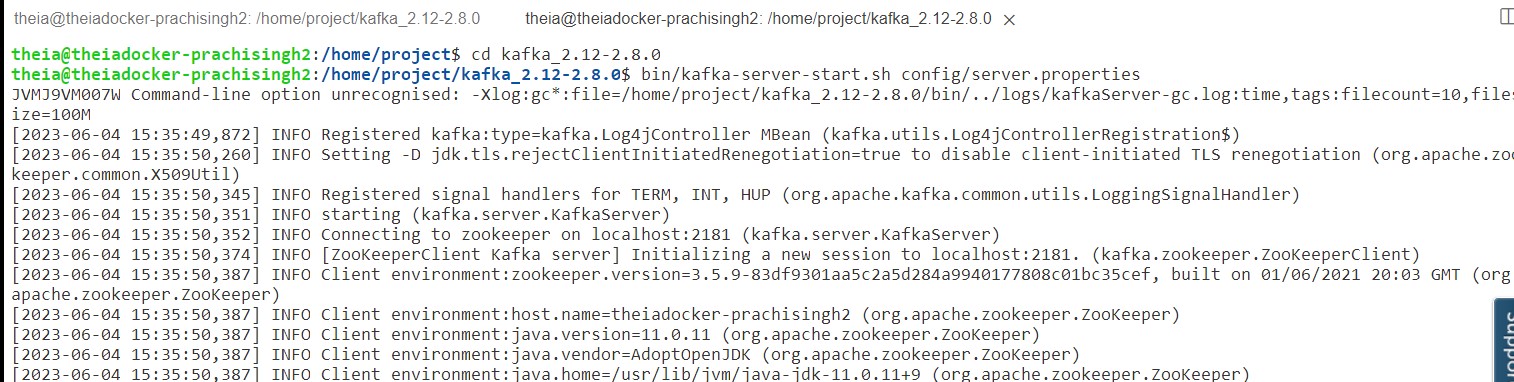 theia@theiadocker-prachisingh2: /home/project/kafka_2.12-2.8.0 theia@theiadocker-prachisingh2: /home/project/kafka_2.12-2.8.0 ×
theia@theiadocker-prachisingh2:/home/project$ cd kafka_2.12-2.8.0
theia@theiadocker-prachisingh2:/home/project/kafka_2.12-2.8.0$ bin/kafka-server-start.sh config/server.properties
JVMJ9VM007W Command-line option unrecognised: -Xlog:gc*:file=/home/project/kafka_2.12-2.8.0/bin/../logs/kafkaServer-gc.log:time,tags:filecount=10,files
ize=100M
[2023-06-04 15:35:49,872] INFO Registered kafka:type=kafka.Log4jController MBean (kafka.utils.Log4jControllerRegistration$)
[2023-06-04 15:35:50,260] INFO Setting -D jdk.tls.rejectClientInitiatedRenegotiation=true to disable client-initiated TLS renegotiation (org.apache.zoo
keeper.common.X509Util)
[2023-06-04 15:35:50,345] INFO Registered signal handlers for TERM, INT, HUP (org.apache.kafka.common.utils.LoggingSignalHandler)
[2023-06-04 15:35:50,351] INFO starting (kafka.server.KafkaServer)
[2023-06-04 15:35:50,352] INFO Connecting to zookeeper on localhost:2181 (kafka.server.KafkaServer)
[2023-06-04 15:35:50,374] INFO [ZooKeeperClient Kafka server] Initializing a new session to localhost:2181. (kafka.zookeeper.ZooKeeperClient)
[2023-06-04 15:35:50,387] INFO Client environment:zookeeper.version=3.5.9-83df9301aa5c2a5d284a9940177808c01bc35cef, built on 01/06/2021 20:03 GMT (org
apache.zookeeper.ZooKeeper)
[2023-06-04 15:35:50,387] INFO Client environment:host.name=theiadocker-prachisingh2 (org.apache.zookeeper.ZooKeeper)
[2023-06-04 15:35:50,387] INFO Client environment:java.version=11.0.11 (org.apache.zookeeper.ZooKeeper)
[2023-06-04 15:35:50,387] INFO Client environment:java.vendor=AdoptOpenJDK (org.apache.zookeeper.ZooKeeper)
[2023-06-04 15:35:50,387] INFO Client environment:java.home=/usr/lib/jvm/java-jdk-11.0.11+9 (org.apache.zookeeper.ZooKeeper)